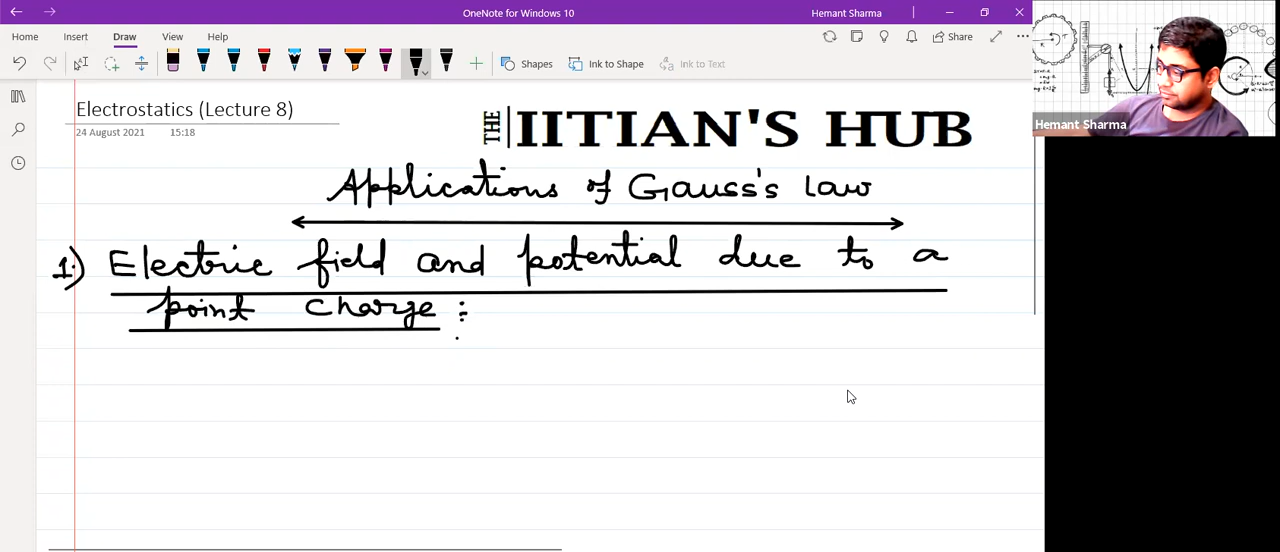 OneNote for Windows 10
Hemant Sharma
Home Insert Draw View Help
Share
Shapes Ink to Shape Ink to Text
Electrostatics (Lecture 8)
24 August 2021 15:18
THE IITIAN'S HUB
Hemant Sharma
Applications of Gauss's law
1.) Electric field and potential due to a
point charge :